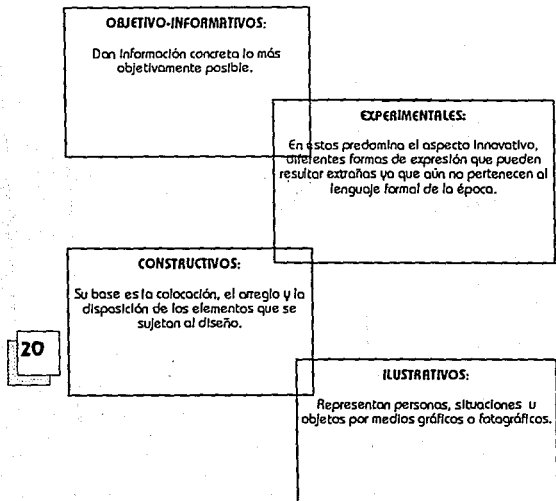 OBJETIVO-INFORMATIVOS:
Dan información concreta lo más
objetivamente posible.
EXPERIMENTALES:
En estos predomina el aspecto innovativo,
diferentes formas de expresión que pueden
resultar extrañas ya que aún no pertenecen al
lenguaje formal de la época.
CONSTRUCTIVOS:
Su base es la colocación, el arreglo y la
disposición de los elementos que se
sujetan al diseño.
20
ILUSTRATIVOS:
Representan personas, situaciones u
objetos por medios gráficos o fotográficos.